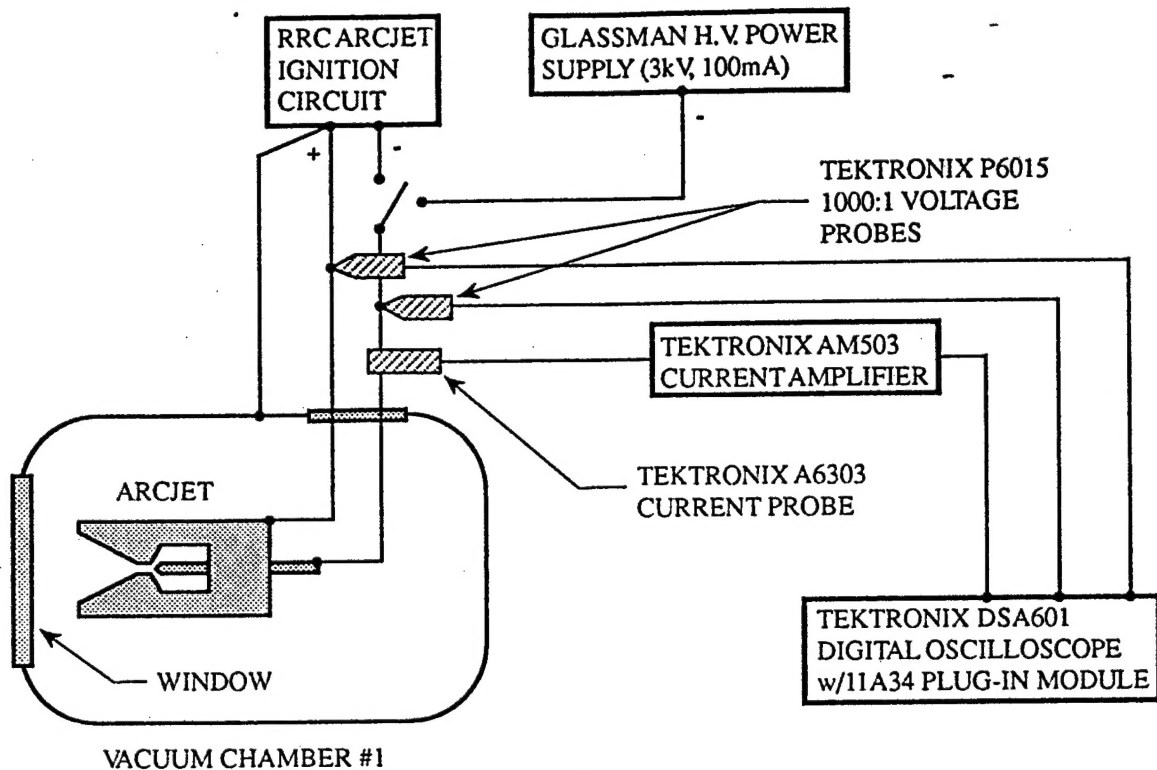 RRC ARCJET
IGNITION
CIRCUIT
GLASSMAN H.V. POWER
SUPPLY (3kV, 100mA)
+
-
-
TEKTRONIX P6015
1000:1 VOLTAGE
PROBES
TEKTRONIX AM503
CURRENT AMPLIFIER
TEKTRONIX A6303
CURRENT PROBE
ARCJET
WINDOW
TEKTRONIX DSA601
DIGITAL OSCILLOSCOPE
w/11A34 PLUG-IN MODULE
VACUUM CHAMBER #1